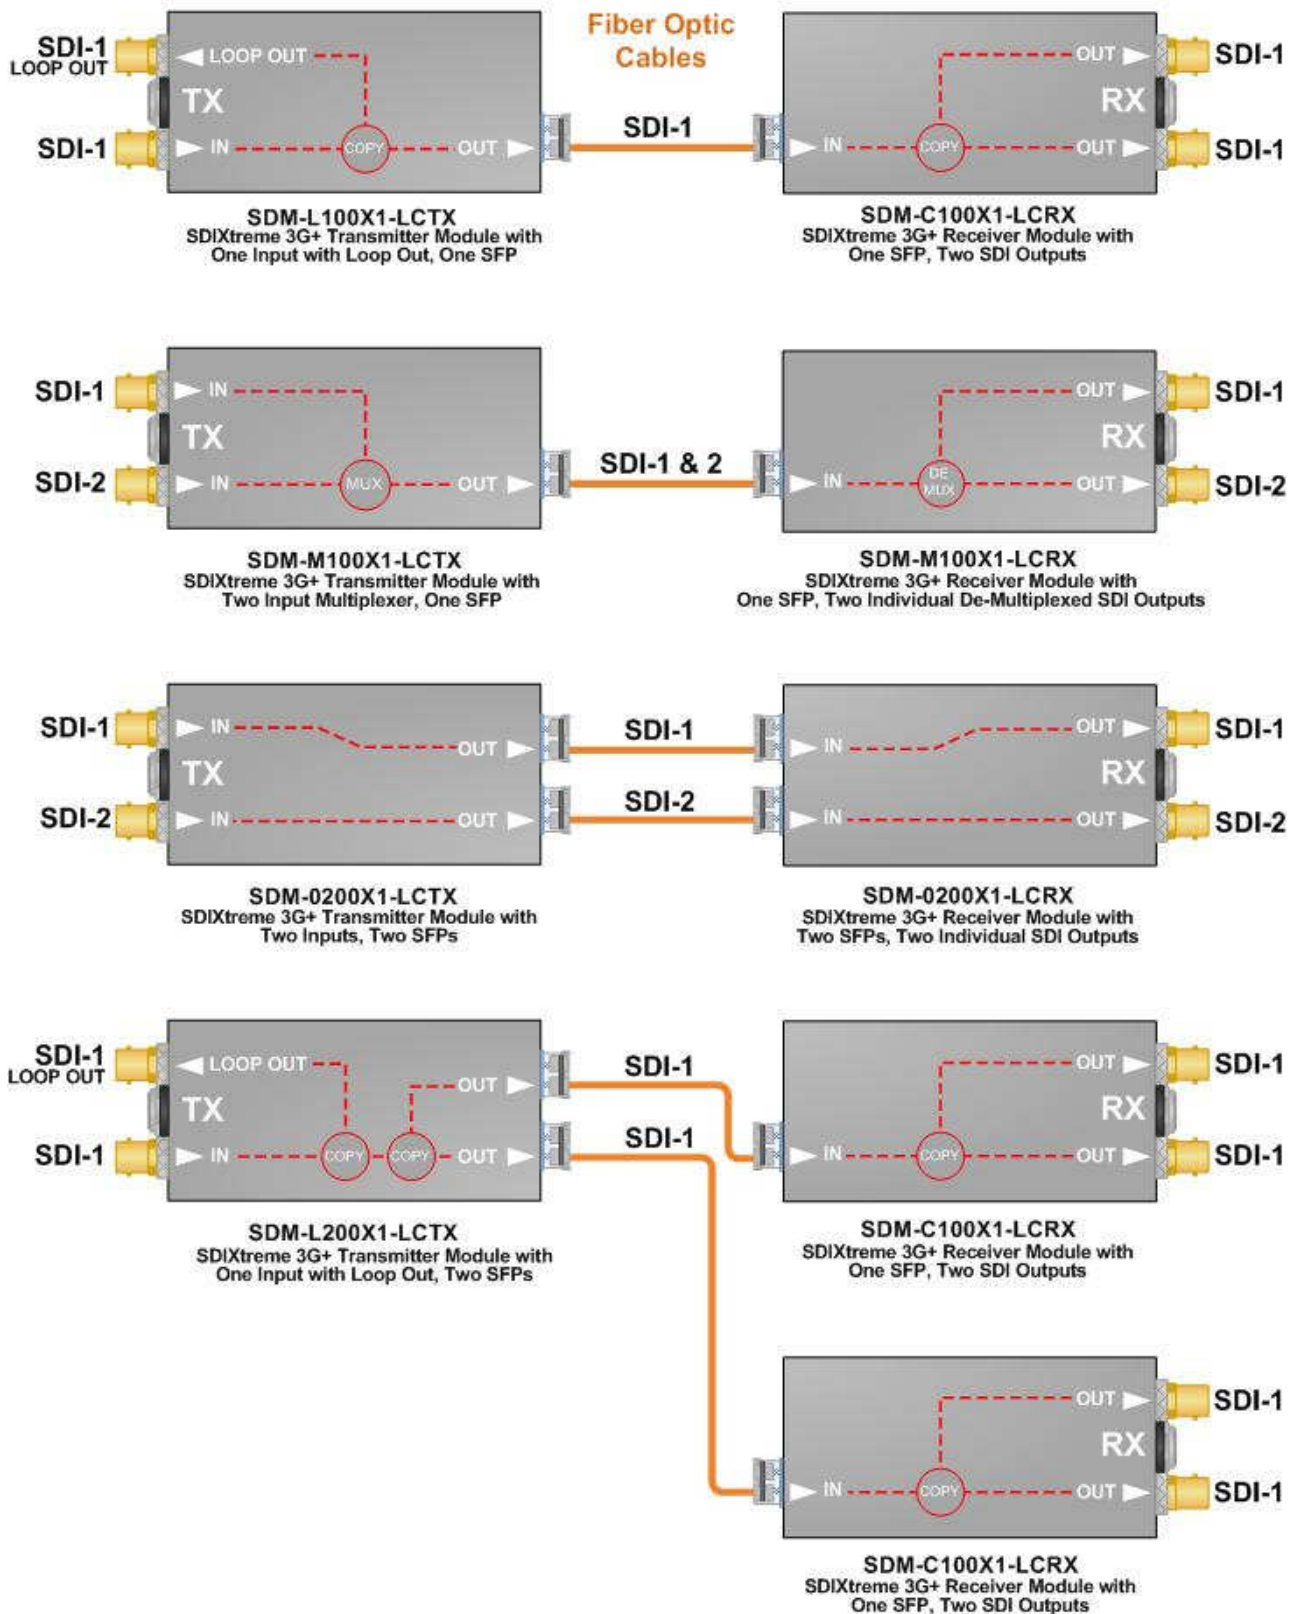 Fiber Optic
Cables
SDI-1
LOOP OUT
LOOP OUT
TX
SDI-1
IN
COPY
OUT
SDI-1
OUT
SDI-1
RX
IN
COPY
OUT
SDI-1
SDM-L100X1-LCTX
SDIXtreme 3G+ Transmitter Module with
One Input with Loop Out, One SFP
SDM-C100X1-LCRX
SDIXtreme 3G+ Receiver Module with
One SFP, Two SDI Outputs
SDI-1
IN
TX
SDI-2
IN
MUX
OUT
SDI-1 & 2
OUT
SDI-1
RX
IN
DE
MUX
OUT
SDI-2
SDM-M100X1-LCTX
SDIXtreme 3G+ Transmitter Module with
Two Input Multiplexer, One SFP
SDM-M100X1-LCRX
SDIXtreme 3G+ Receiver Module with
One SFP, Two Individual De-Multiplexed SDI Outputs
SDI-1
IN
OUT
TX
SDI-2
IN
OUT
SDI-1
SDI-2
IN
OUT
SDI-1
RX
IN
OUT
SDI-2
SDM-0200X1-LCTX
SDIXtreme 3G+ Transmitter Module with
Two Inputs, Two SFPs
SDM-0200X1-LCRX
SDIXtreme 3G+ Receiver Module with
Two SFPs, Two Individual SDI Outputs
SDI-1
LOOP OUT
LOOP OUT
OUT
TX
SDI-1
IN
COPY
COPY
OUT
SDI-1
SDI-1
OUT
SDI-1
RX
IN
COPY
OUT
SDI-1
SDM-L200X1-LCTX
SDIXtreme 3G+ Transmitter Module with
One Input with Loop Out, Two SFPs
SDM-C100X1-LCRX
SDIXtreme 3G+ Receiver Module with
One SFP, Two SDI Outputs
OUT
SDI-1
RX
IN
COPY
OUT
SDI-1
SDM-C100X1-LCRX
SDIXtreme 3G+ Receiver Module with
One SFP, Two SDI Outputs